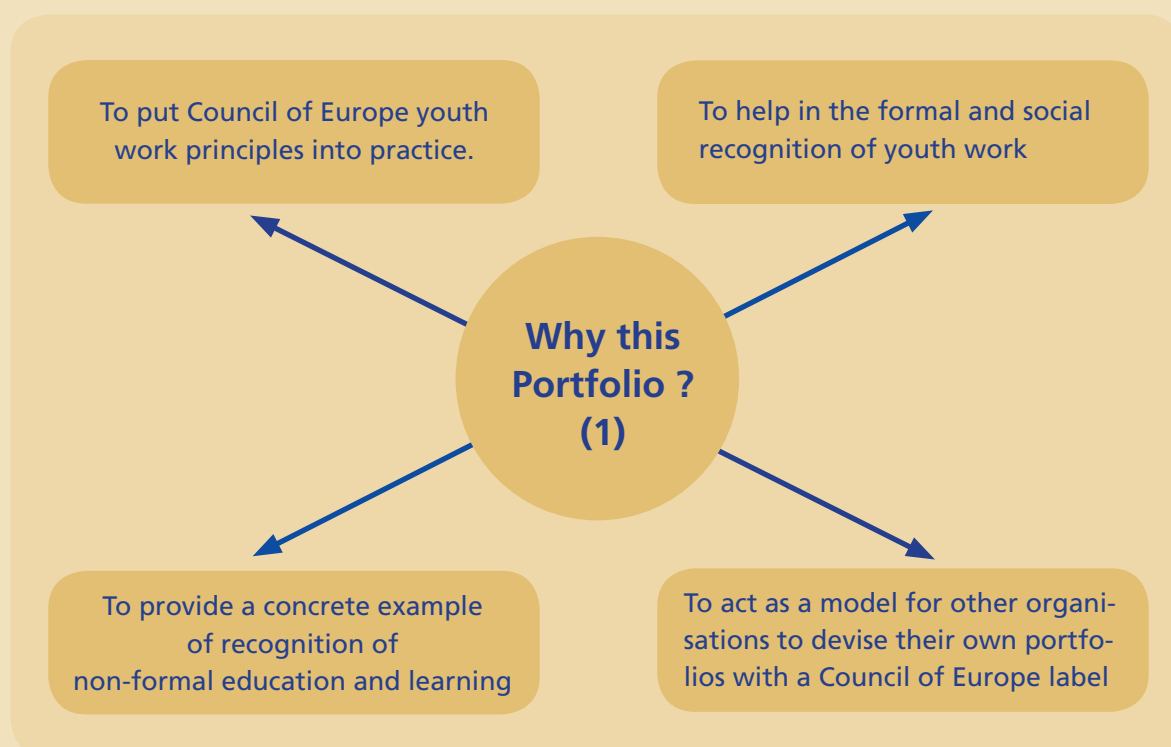 To put Council of Europe youth
work principles into practice.
To help in the formal and social
recognition of youth work
Why this
Portfolio ?
(1)
To provide a concrete example
of recognition of
non-formal education and learning
To act as a model for other organi-
sations to devise their own portfo-
lios with a Council of Europe label